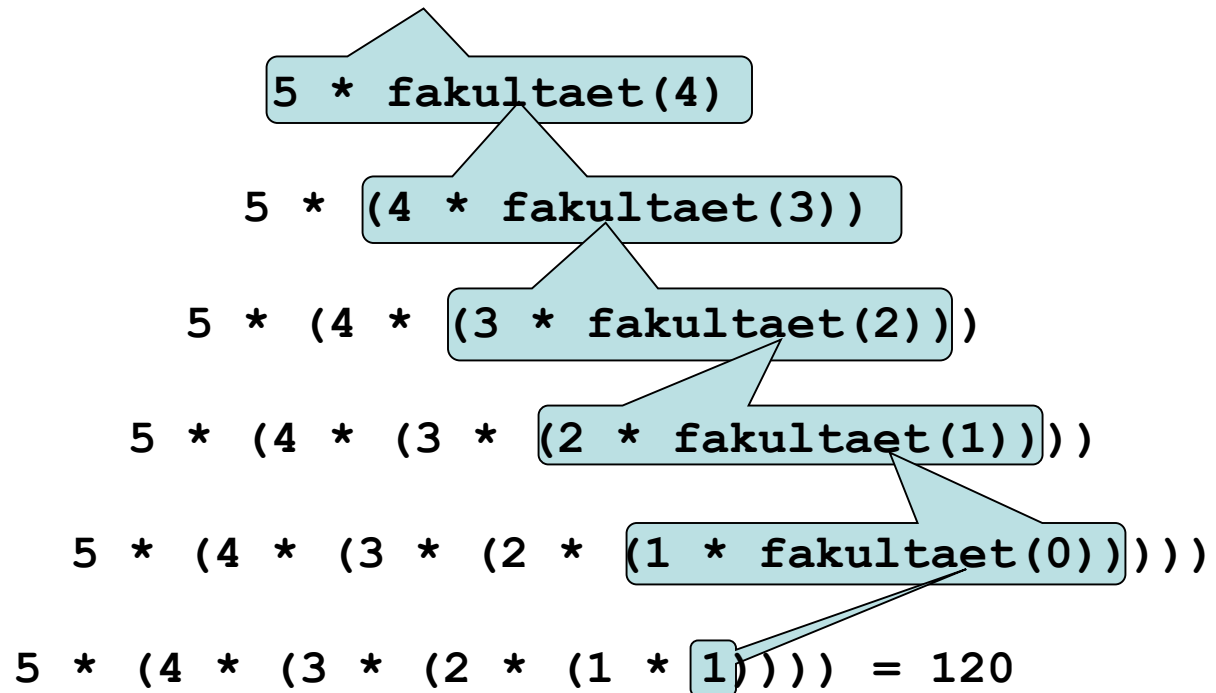 5 * fakultaet(4)
5 * (4 * fakultaet(3))
5 * (4 * (3 * fakultaet(2)))
5 * (4 * (3 * (2 * fakultaet(1))))
5 * (4 * (3 * (2 * (1 * fakultaet(0)))))
5 * (4 * (3 * (2 * (1 * 1)))) = 120